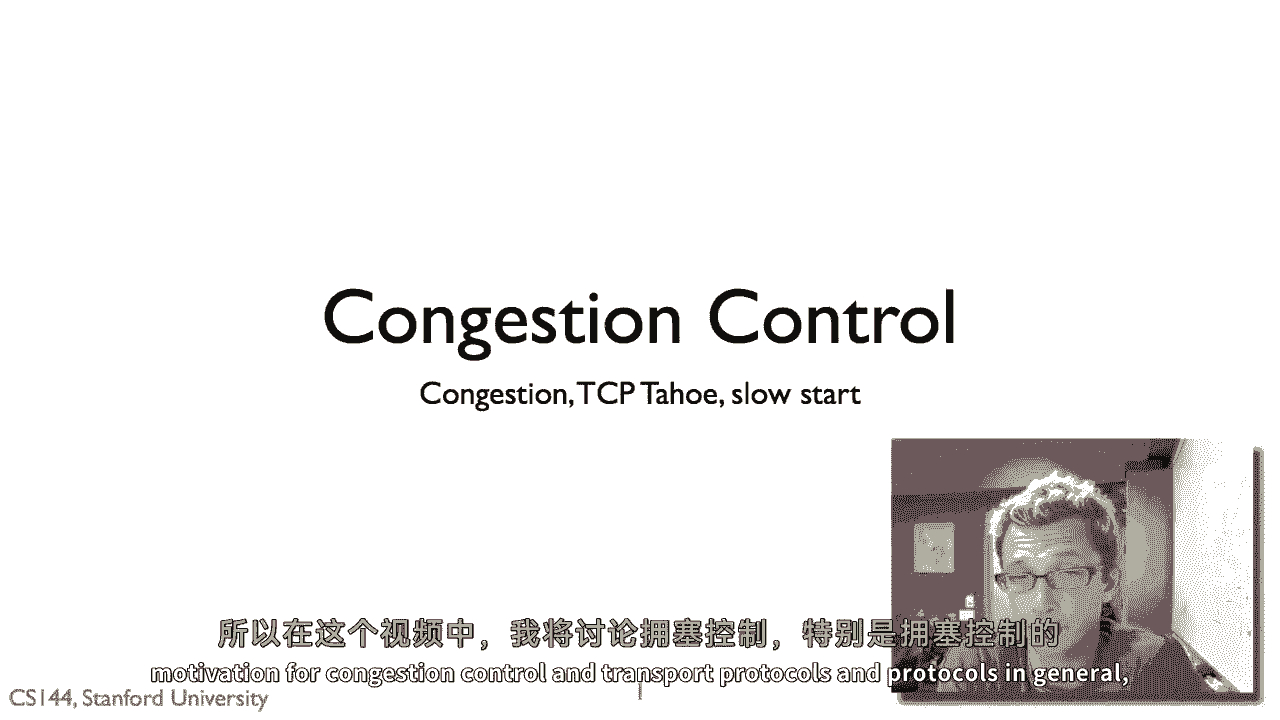 Congestion Control
Congestion, TCP Tahoe, slow start
所以在这个视频中，我将讨论拥塞控制，特别是拥塞控制的
motivation for congestion control and transport protocols and protocols in general,
CS144, Stanford University
1